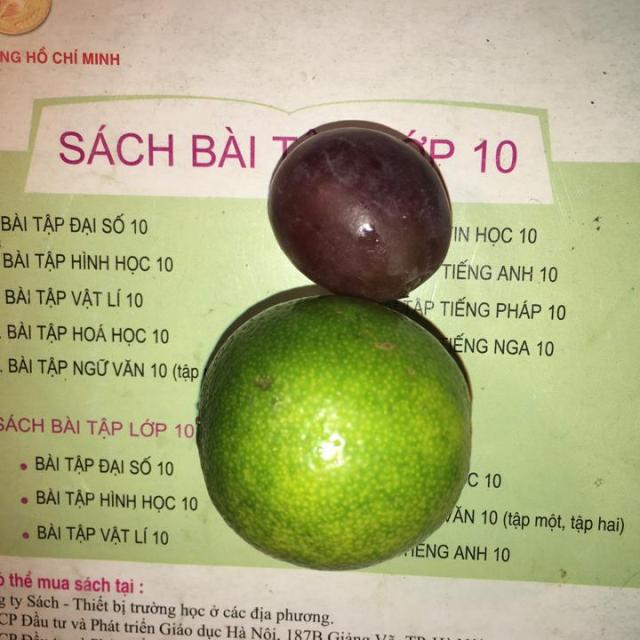 NG HỒ CHÍ MINH
SÁCH BÀI 10
BÀI TẬP ĐẠI SỐ 10
BÀI TẬP HÌNH HỌC 10
BÀI TẬP VẬT LÍ 10
BÀI TẬP HOÁ HỌC 10
BÀI TẬP NGỮ VĂN 10 (tập
TIN HỌC 10
TIẾNG ANH 10
TẬP TIẾNG PHÁP 10
TIẾNG NGA 10
SÁCH BÀI TẬP LỚP 10
• BÀI TẬP ĐẠI SỐ 10
• BÀI TẬP HÌNH HỌC 10
• BÀI TẬP VẬT LÍ 10
C 10
VĂN 10 (tập một, tập hai)
TIẾNG ANH 10
thể mua sách tại :
ty Sách - Thiết bị trường học ở các địa phương.
CP Đầu tư và Phát triển Giáo dục Hà Nội, 187B Giảng Võ, TP.